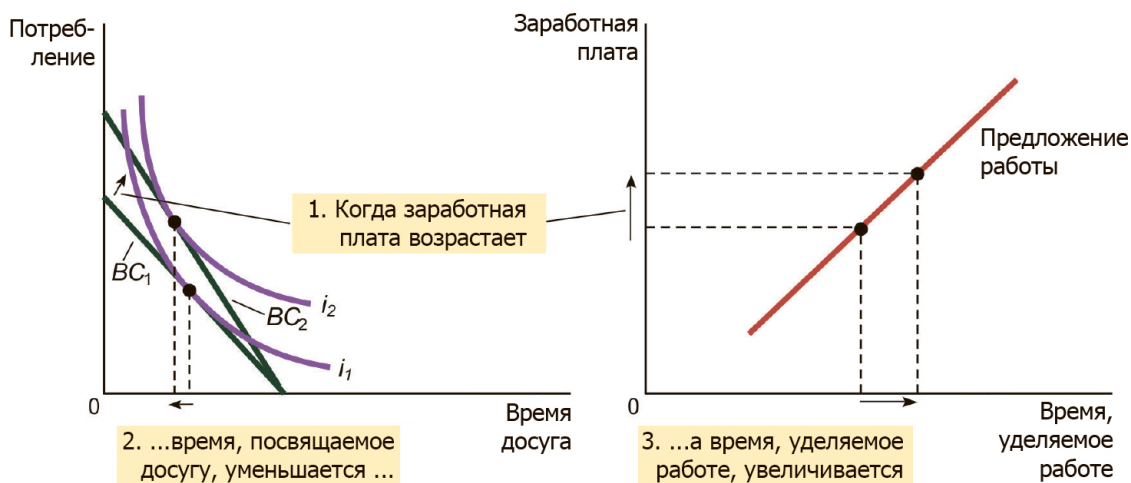 Потреб-
ление
BC₁
BC₂
i₂
i₁
0
Время
досуга
1. Когда заработная
плата возрастает
2. ...время, посвящаемое
досугу, уменьшается ...
Заработная
плата
Предложение
работы
0
Время,
уделяемое
работе
3. ...а время, уделяемое
работе, увеличивается